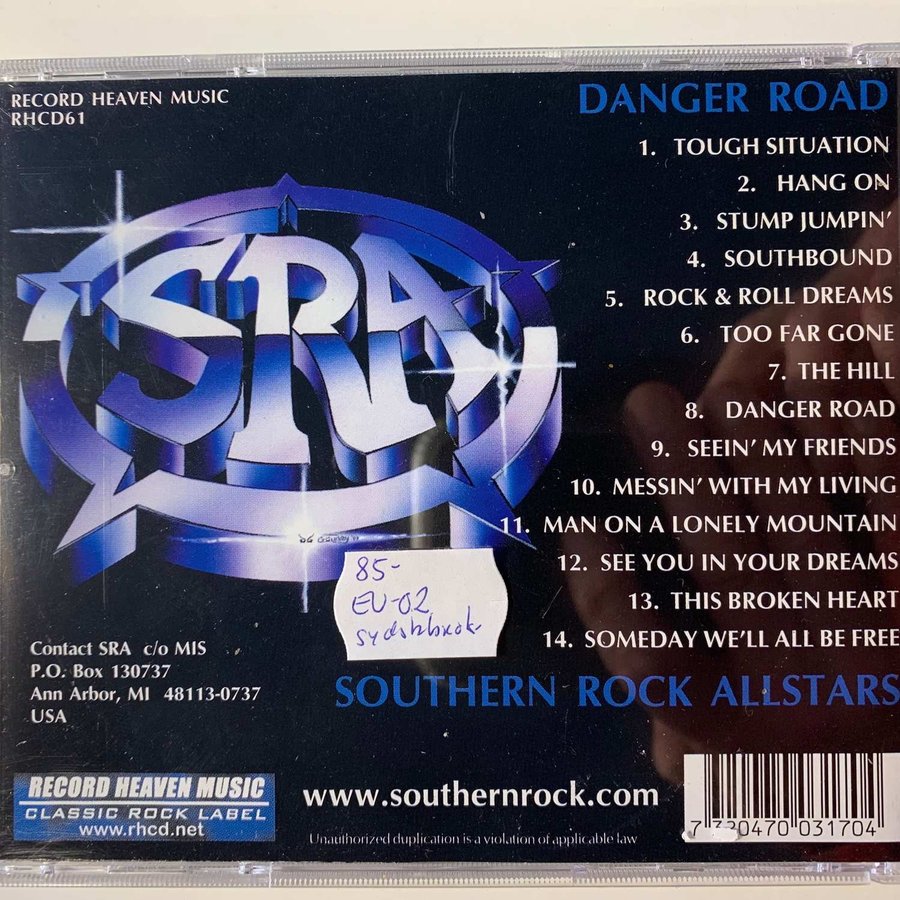 RECORD HEAVEN MUSIC
RHCD61
DANGER ROAD
1. TOUGH SITUATION
2. HANG ON
3. STUMP JUMPIN'
4. SOUTHBOUND
5. ROCK & ROLL DREAMS
6. TOO FAR GONE
7. THE HILL
8. DANGER ROAD
9. SEEIN' MY FRIENDS
10. MESSIN' WITH MY LIVING
11. MAN ON A LONELY MOUNTAIN
12. SEE YOU IN YOUR DREAMS
13. THIS BROKEN HEART
14. SOMEDAY WE'LL ALL BE FREE
SOUTHERN ROCK ALLSTARS
SRA
85-
EU-02
Contact SRA c/o MIS
P.O. Box 130737
Ann Arbor, MI 48113-0737
USA
RECORD HEAVEN MUSIC
CLASSIC ROCK LABEL
www.rhcd.net
www.southernrock.com
Unauthorized duplication is a violation of applicable law
7 320470 031704